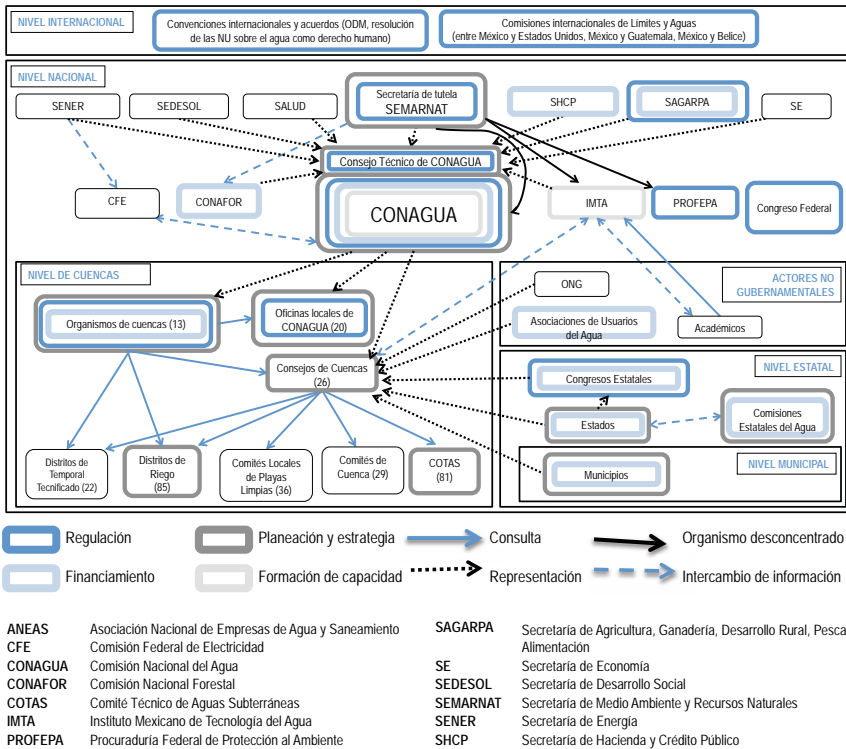 NIVEL INTERNACIONAL
Convenciones internacionales y acuerdos (ODM, resolución
de las NU sobre el agua como derecho humano)
Comisiones internacionales de Límites y Aguas
(entre México y Estados Unidos, México y Guatemala, México y Belice)
NIVEL NACIONAL
SENER
SEDESOL
SALUD
Secretaría de tutela
SEMARNAT
SHCP
SAGARPA
SE
Consejo Técnico de CONAGUA
CFE
CONAFOR
CONAGUA
IMTA
PROFEPA
Congreso Federal
NIVEL DE CUENCAS
Organismos de cuencas (13)
Oficinas locales de
CONAGUA (20)
Consejos de Cuencas
(26)
Distritos de
Temporal
Tecnificado (22)
Distritos de
Riego
(85)
Comités Locales
de Playas
Limpias (36)
Comités de
Cuenca (29)
COTAS
(81)
ONG
ACTORES NO
GUBERNAMENTALES
Asociaciones de Usuarios
del Agua
Académicos
NIVEL ESTATAL
Congresos Estatales
Estados
Comisiones
Estatales del Agua
NIVEL MUNICIPAL
Municipios
Regulación
Planeación y estrategia
Consulta
Organismo desconcentrado
Financiamiento
Formación de capacidad
Representación
Intercambio de información
ANEAS Asociación Nacional de Empresas de Agua y Saneamiento
CFE Comisión Federal de Electricidad
CONAGUA Comisión Nacional del Agua
CONAFOR Comisión Nacional Forestal
COTAS Comité Técnico de Aguas Subterráneas
IMTA Instituto Mexicano de Tecnología del Agua
PROFEPA Procuraduría Federal de Protección al Ambiente
SAGARPA Secretaría de Agricultura, Ganadería, Desarrollo Rural, Pesca
Alimentación
SE Secretaría de Economía
SEDESOL Secretaría de Desarrollo Social
SEMARNAT Secretaría de Medio Ambiente y Recursos Naturales
SENER Secretaría de Energía
SHCP Secretaría de Hacienda y Crédito Público